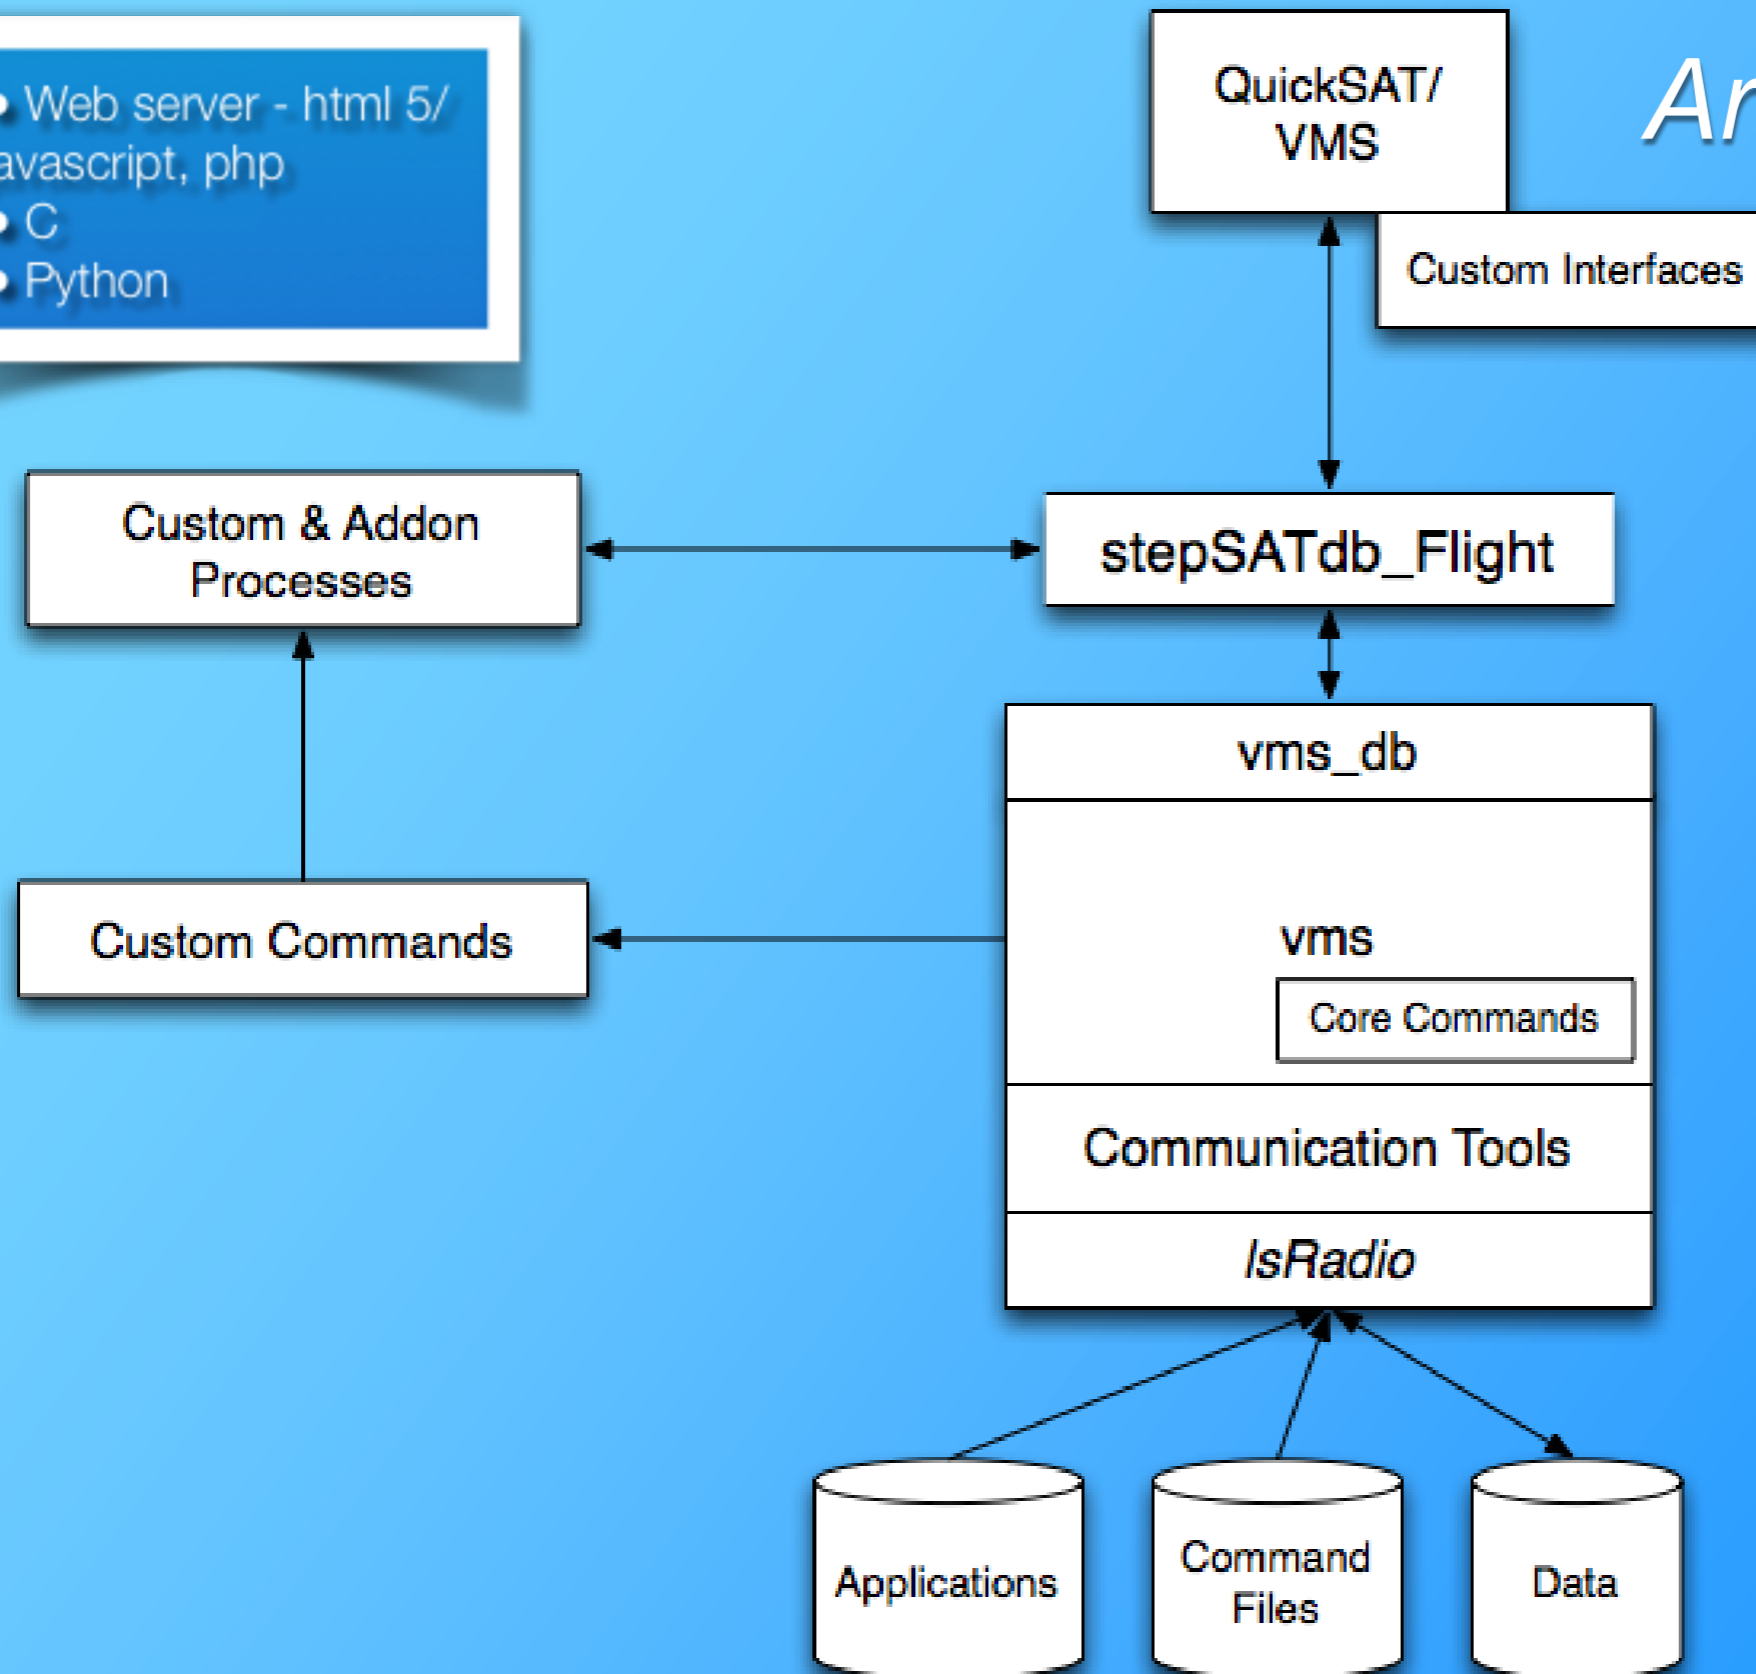 • Web server - html 5/
avascript, php
• C
• Python
QuickSAT/
VMS
Ar
Custom Interfaces
Custom & Addon
Processes
stepSATdb_Flight
vms_db
vms
Core Commands
Custom Commands
Communication Tools
IsRadio
Applications
Command
Files
Data